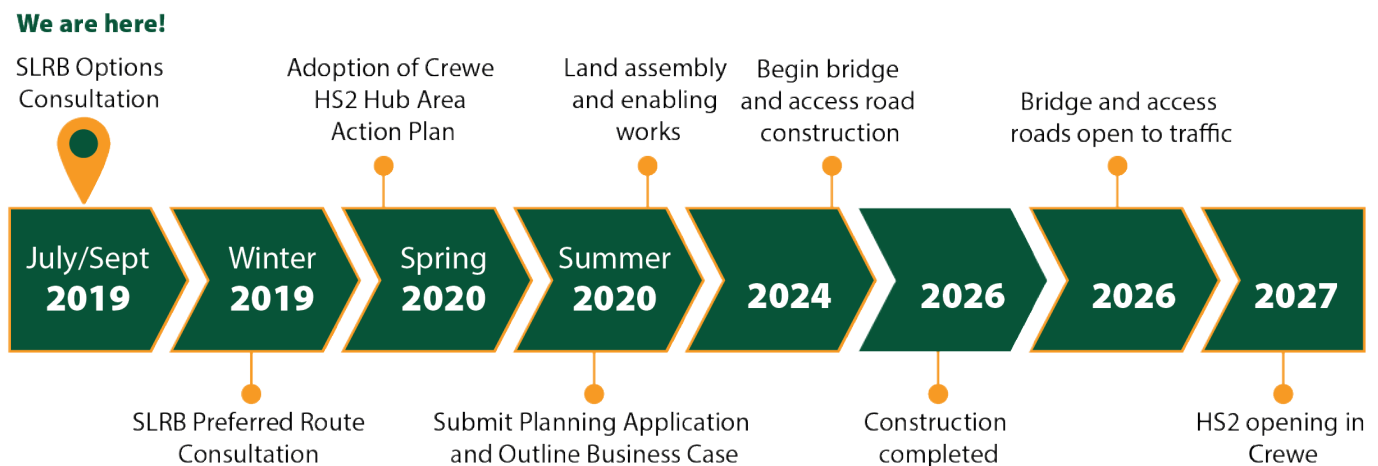 We are here!
SLRB Options
Consultation
Adoption of Crewe
HS2 Hub Area
Action Plan
Land assembly
and enabling
works
Begin bridge
and access road
construction
Bridge and access
roads open to traffic
July/Sept
2019
Winter
2019
Spring
2020
Summer
2020
2024
2026
2026
2027
SLRB Preferred Route
Consultation
Submit Planning Application
and Outline Business Case
Construction
completed
HS2 opening in
Crewe